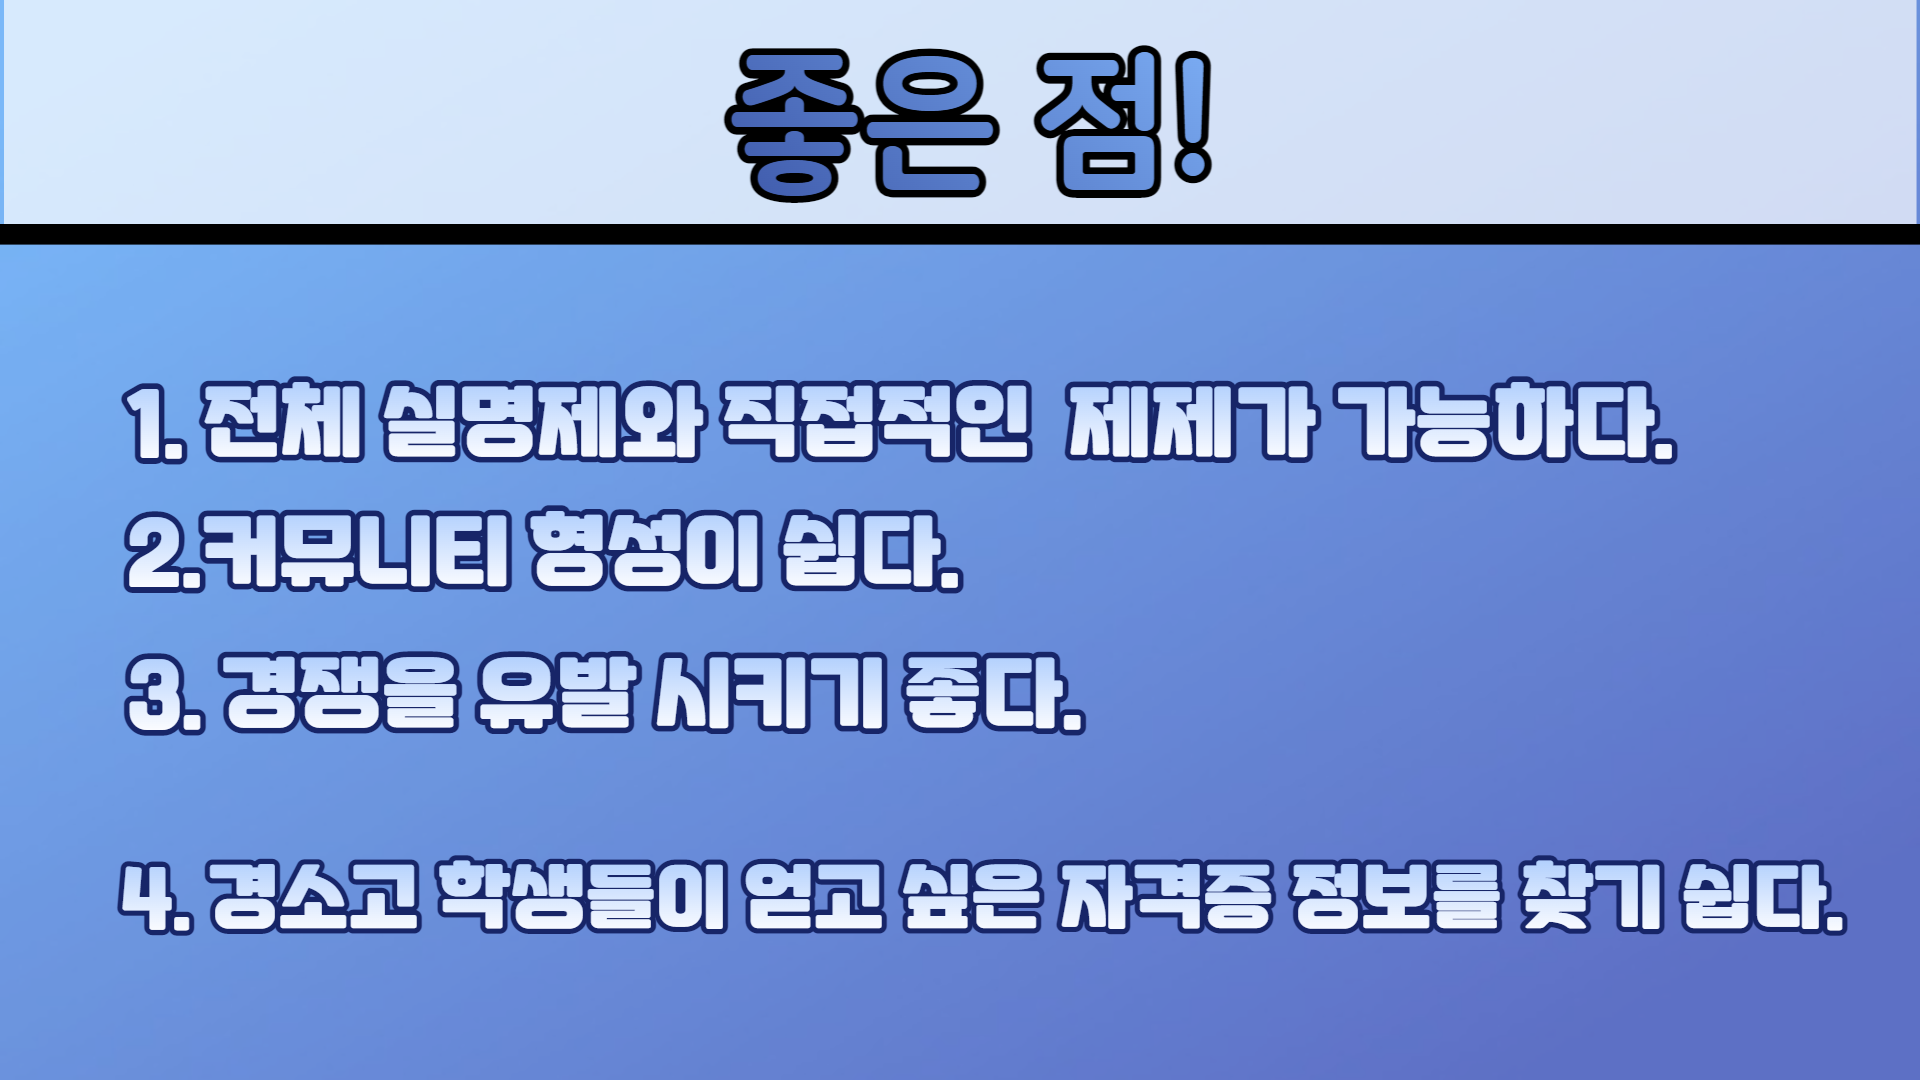 좋은 점!
1. 전체 실명제와 직접적인  제제가 가능하다.
2.커뮤니티 형성이 쉽다.
3. 경쟁을 유발 시키기 좋다.
4. 경소고 학생들이 얻고 싶은 자격증 정보를 찾기 쉽다.